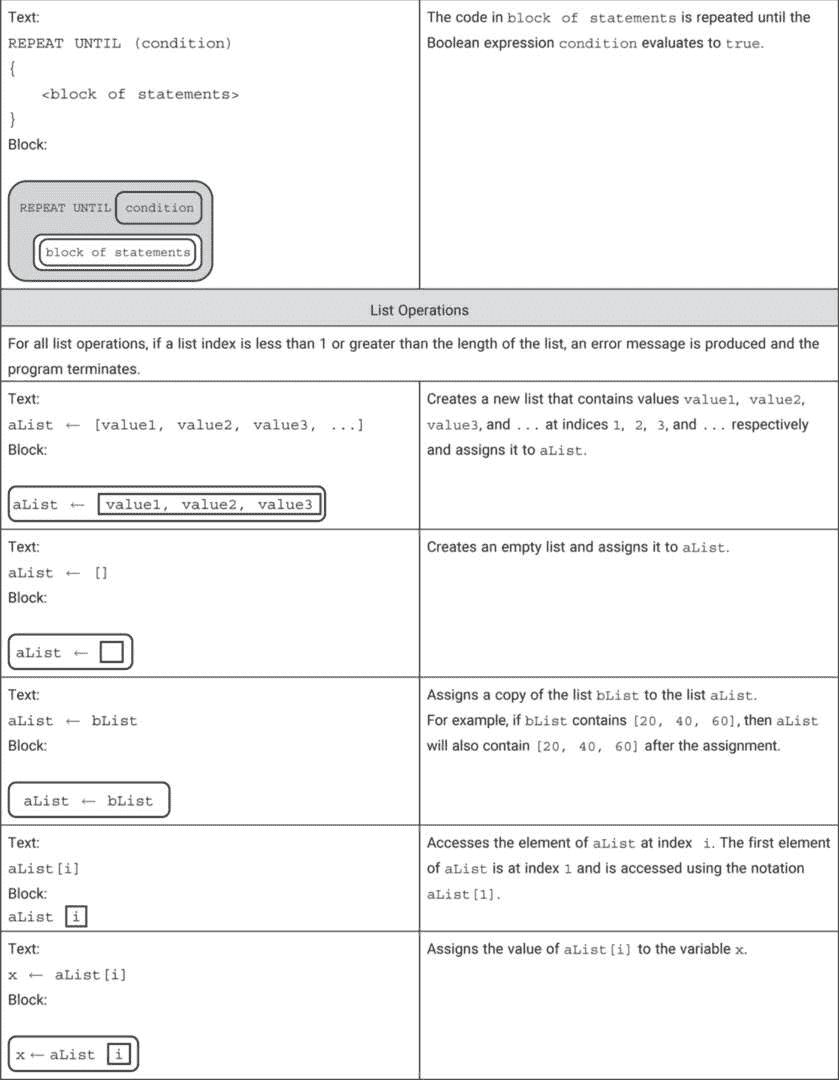 Text:
REPEAT UNTIL (condition)
{
<block of statements>
}
Block:
REPEAT UNTIL condition
block of statements
The code in block of statements is repeated until the
Boolean expression condition evaluates to true.
List Operations
For all list operations, if a list index is less than 1 or greater than the length of the list, an error message is produced and the
program terminates.
Text:
aList ← [value1, value2, value3, ...]
Block:
aList ← value1, value2, value3
Creates a new list that contains values value1, value2,
value3, and ... at indices 1, 2, 3, and ... respectively
and assigns it to aList.
Text:
aList ← []
Block:
aList ←
Creates an empty list and assigns it to aList.
Text:
aList ← bList
Block:
aList ← bList
Assigns a copy of the list bList to the list aList.
For example, if bList contains [20, 40, 60], then aList
will also contain [20, 40, 60] after the assignment.
Text:
aList[i]
Block:
aList i
Accesses the element of aList at index i. The first element
of aList is at index 1 and is accessed using the notation
aList[1].
Text:
x ← aList[i]
Block:
x ← aList i
Assigns the value of aList[i] to the variable x.